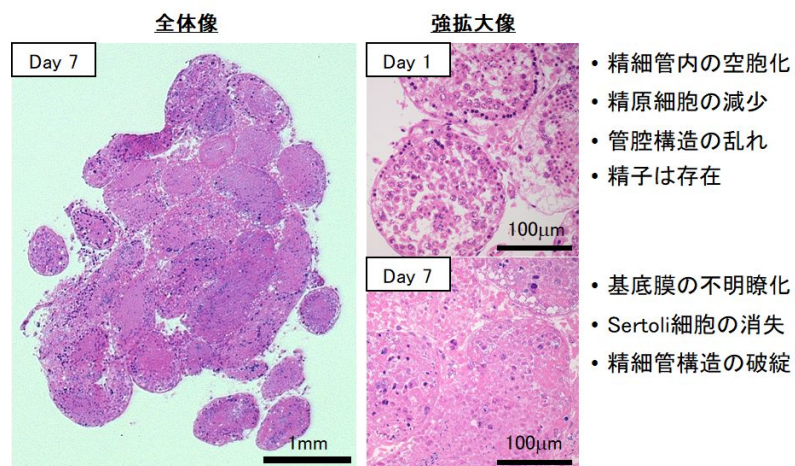 全体像
強拡大像
Day 7
Day 1
• 精細管内の空胞化
• 精原細胞の減少
• 管腔構造の乱れ
• 精子は存在
100μm
Day 7
• 基底膜の不明瞭化
• Sertoli細胞の消失
• 精細管構造の破綻
1mm
100μm